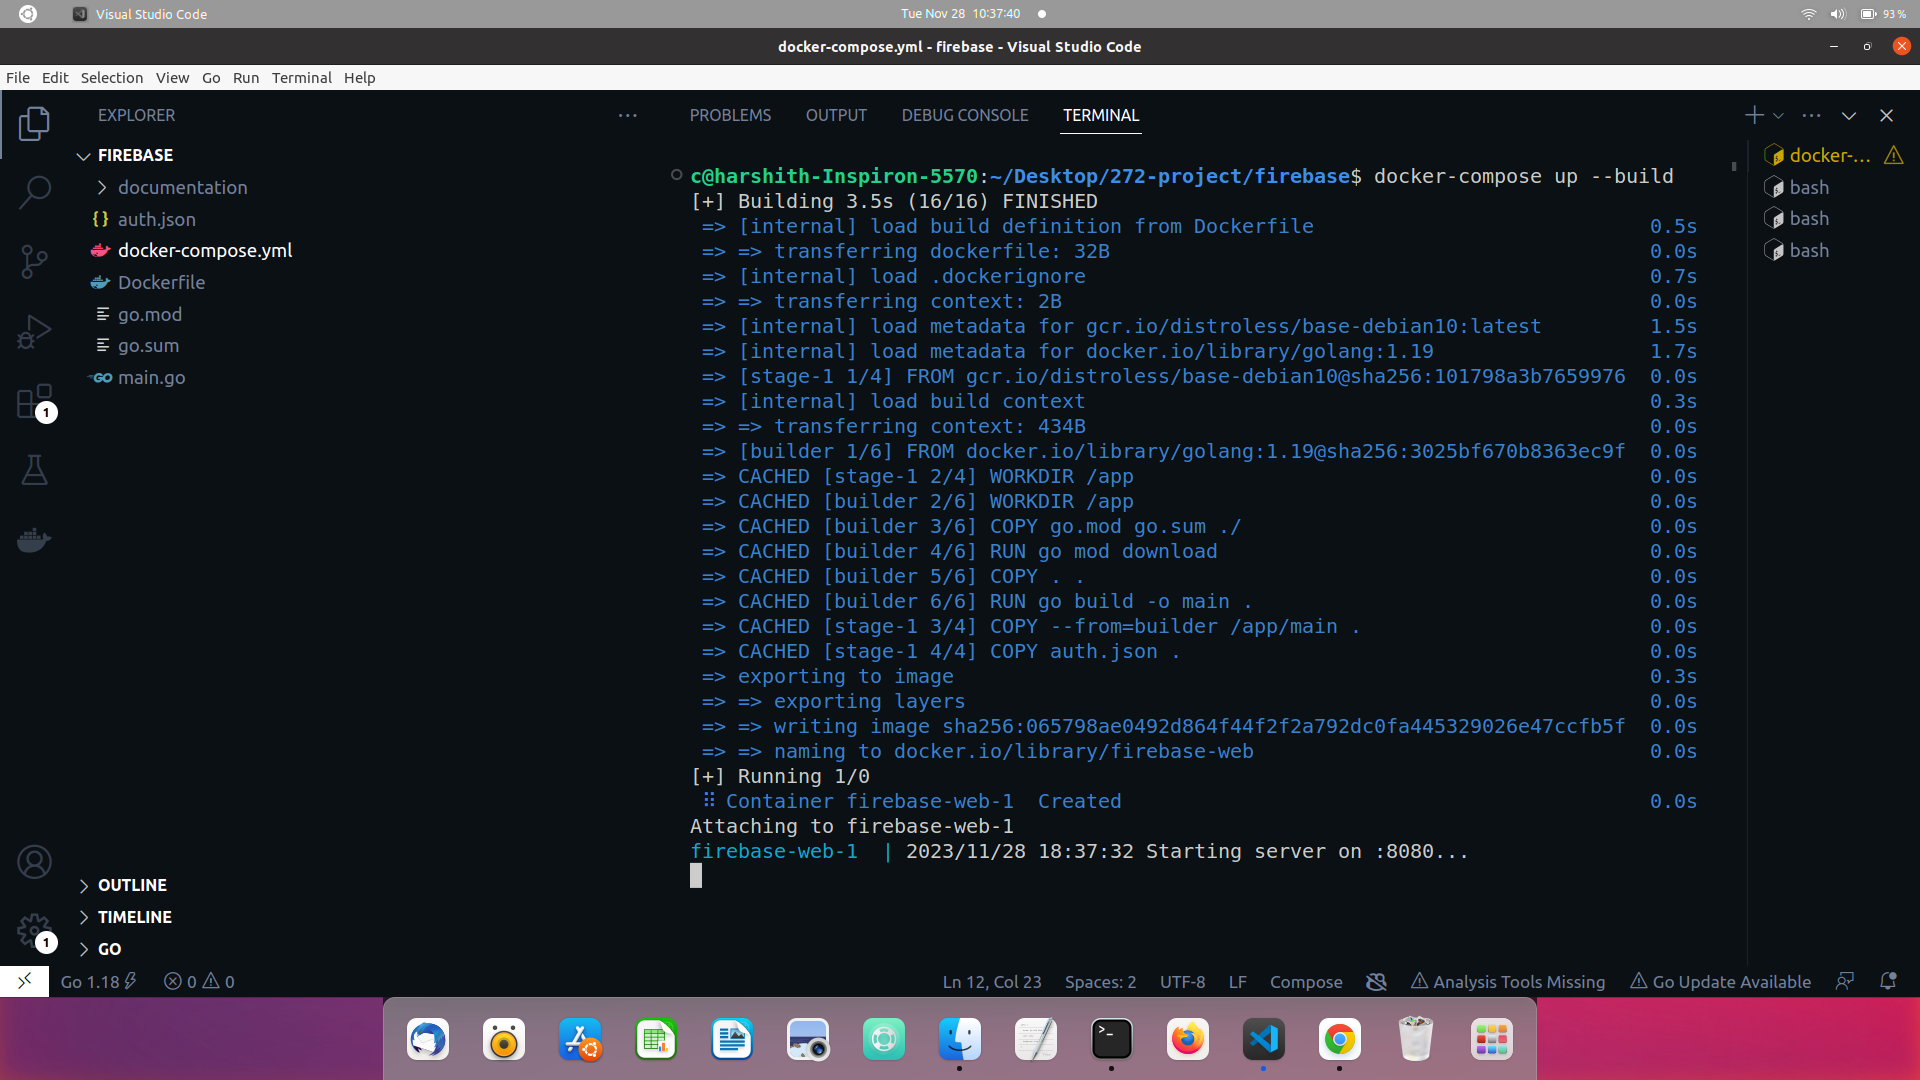 Visual Studio Code
Tue Nov 28 10:37:40
93 %
docker-compose.yml - firebase - Visual Studio Code
File Edit Selection View Go Run Terminal Help
EXPLORER
FIREBASE
documentation
auth.json
docker-compose.yml
Dockerfile
go.mod
go.sum
GO main.go
1
OUTLINE
TIMELINE
GO
1
PROBLEMS OUTPUT DEBUG CONSOLE TERMINAL
c@harshith-Inspiron-5570:~/Desktop/272-project/firebase$ docker-compose up --build
[+] Building 3.5s (16/16) FINISHED
=> [internal] load build definition from Dockerfile 0.5s
=> => transferring dockerfile: 32B 0.0s
=> [internal] load .dockerignore 0.7s
=> => transferring context: 2B 0.0s
=> [internal] load metadata for gcr.io/distroless/base-debian10:latest 1.5s
=> [internal] load metadata for docker.io/library/golang:1.19 1.7s
=> [stage-1 1/4] FROM gcr.io/distroless/base-debian10@sha256:101798a3b7659976 0.0s
=> [internal] load build context 0.3s
=> => transferring context: 434B 0.0s
=> [builder 1/6] FROM docker.io/library/golang:1.19@sha256:3025bf670b8363ec9f 0.0s
=> CACHED [stage-1 2/4] WORKDIR /app 0.0s
=> CACHED [builder 2/6] WORKDIR /app 0.0s
=> CACHED [builder 3/6] COPY go.mod go.sum ./ 0.0s
=> CACHED [builder 4/6] RUN go mod download 0.0s
=> CACHED [builder 5/6] COPY . . 0.0s
=> CACHED [builder 6/6] RUN go build -o main . 0.0s
=> CACHED [stage-1 3/4] COPY --from=builder /app/main . 0.0s
=> CACHED [stage-1 4/4] COPY auth.json . 0.0s
=> exporting to image 0.3s
=> => exporting layers 0.0s
=> => writing image sha256:065798ae0492d864f44f2f2a792dc0fa445329026e47ccfb5f 0.0s
=> => naming to docker.io/library/firebase-web 0.0s
[+] Running 1/0
⠿ Container firebase-web-1 Created 0.0s
Attaching to firebase-web-1
firebase-web-1 | 2023/11/28 18:37:32 Starting server on :8080...
docker-...
bash
bash
bash
Go 1.18 0 0 Ln 12, Col 23 Spaces: 2 UTF-8 LF Compose Analysis Tools Missing Go Update Available